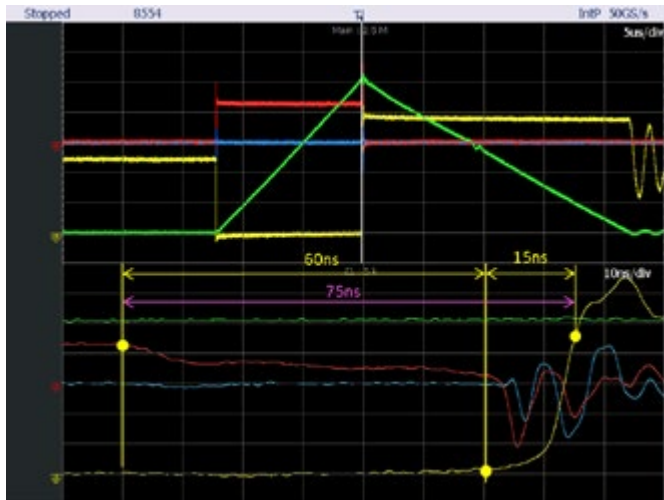 Stopped 8554 IntP 50GS/s
5us/div
60ns 15ns
10ns/div
75ns